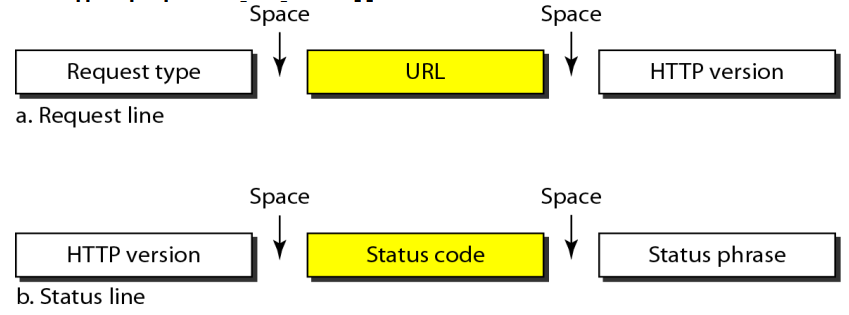 Space Space
Request type URL HTTP version
a. Request line
Space Space
HTTP version Status code Status phrase
b. Status line